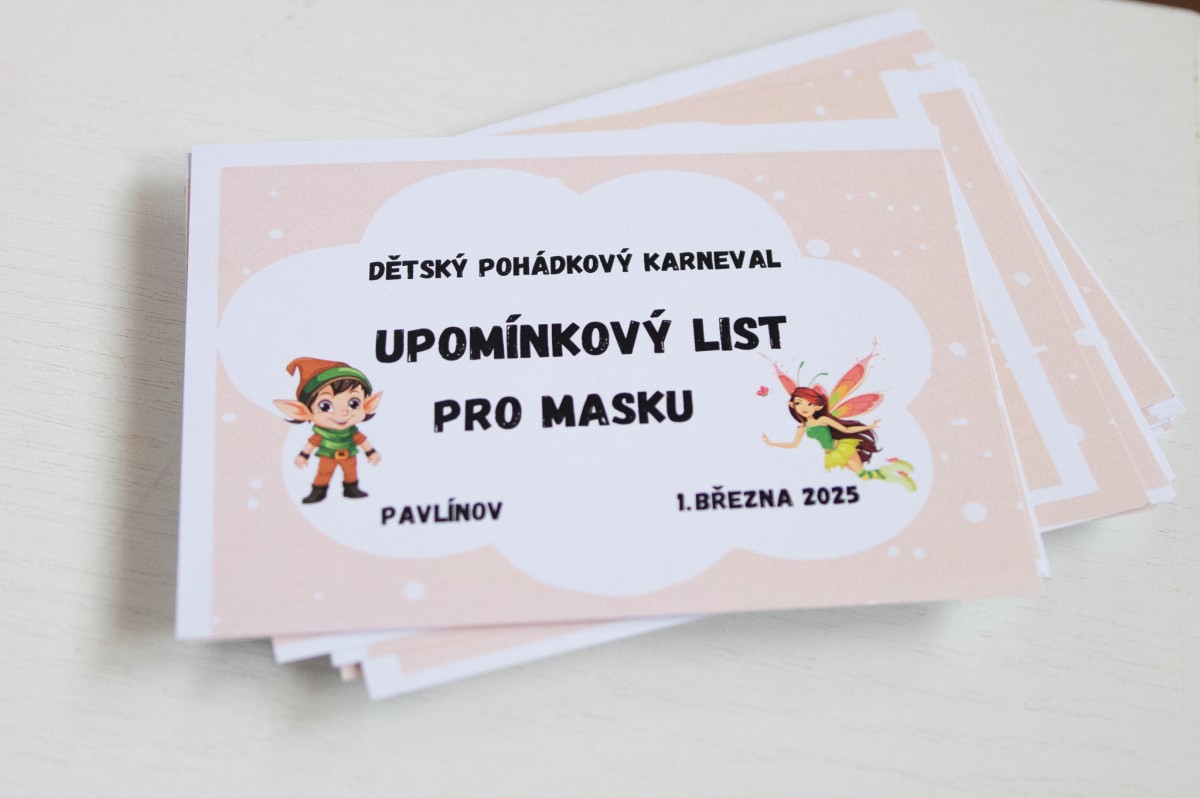 DĚTSKÝ POHÁDKOVÝ KARNEVAL
UPOMÍNKOVÝ LIST
PRO MASKU
PAVLÍNOV
1. BŘEZNA 2025